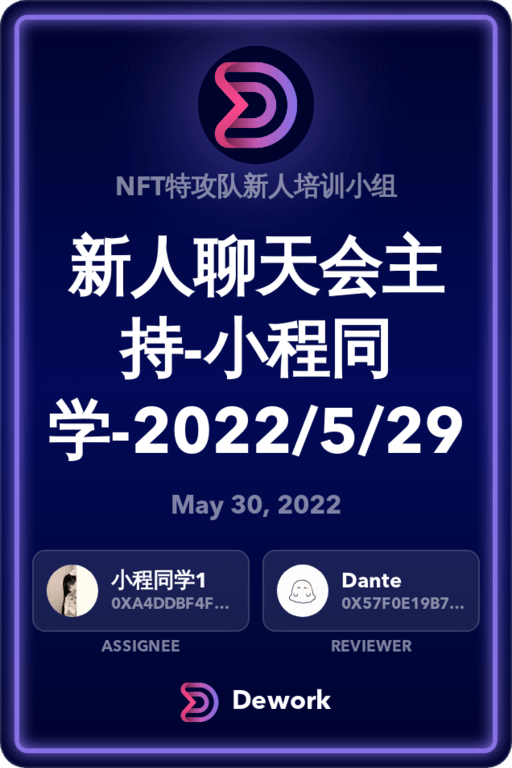 NFT特攻队新人培训小组
新人聊天会主
持-小程同
学-2022/5/29
May 30, 2022
小程同学1
0XA4DDBF4F...
ASSIGNEE
Dante
0X57F0E19B7...
REVIEWER
Dework